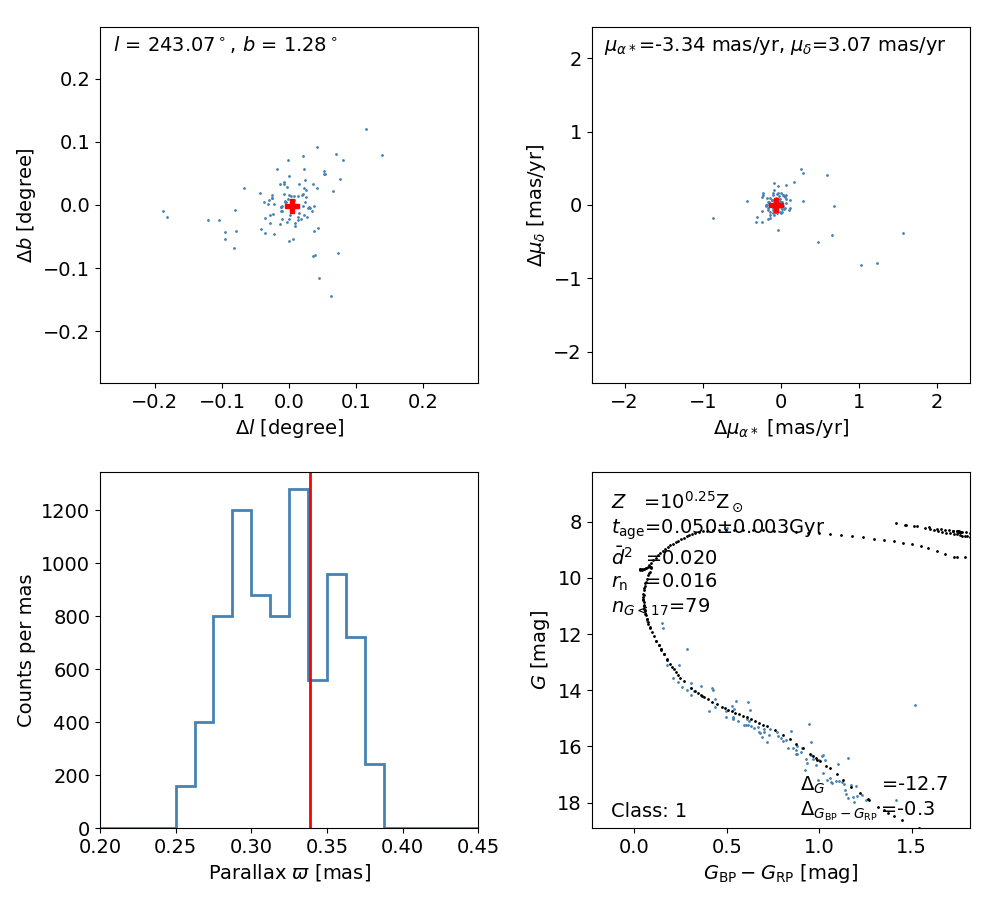 l = 243.07°, b = 1.28°
0.2
0.1
0.0
−0.1
−0.2
Δb [degree]
−0.2 −0.1 0.0 0.1 0.2
Δl [degree]
μα*=-3.34 mas/yr, μδ=3.07 mas/yr
2
1
0
−1
−2
Δμδ [mas/yr]
−2 −1 0 1 2
Δμα* [mas/yr]
1200
1000
800
600
400
200
0
Counts per mas
0.20 0.25 0.30 0.35 0.40 0.45
Parallax ϖ [mas]
Z =10^0.25 Z⊙
t_age=0.050±0.003Gyr
d̄² =0.020
r_n =0.016
n_G<17=79
8
10
12
14
16
18
G [mag]
Δ_G =-12.7
Δ_G_BP−G_RP=-0.3
Class: 1
0.0 0.5 1.0 1.5
G_BP − G_RP [mag]